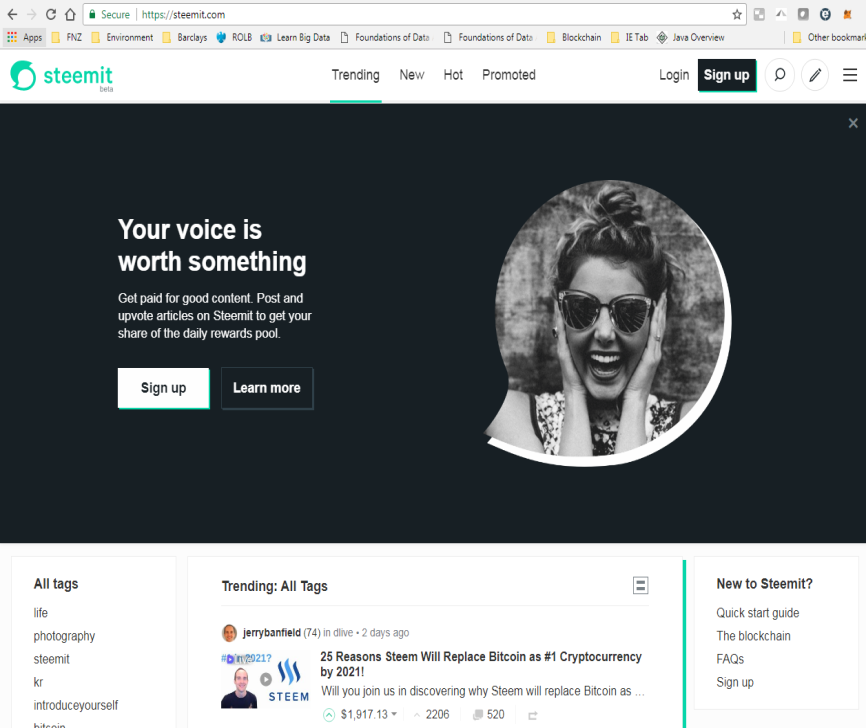 Secure
https://steemit.com
Apps FNZ Environment Barclays ROLB Learn Big Data Foundations of Data Foundations of Data Blockchain IE Tab Java Overview Other bookmark
steemit
beta
Trending New Hot Promoted Login Sign up
Your voice is
worth something
Get paid for good content. Post and
upvote articles on Steemit to get your
share of the daily rewards pool.
Sign up Learn more
All tags
life
photography
steemit
kr
introduceyourself
bitcoin
Trending: All Tags
jerrybanfield (74) in dlive • 2 days ago
2021?
STEEM
25 Reasons Steem Will Replace Bitcoin as #1 Cryptocurrency
by 2021!
Will you join us in discovering why Steem will replace Bitcoin as ...
$1,917.13 2206 520
New to Steemit?
Quick start guide
The blockchain
FAQs
Sign up